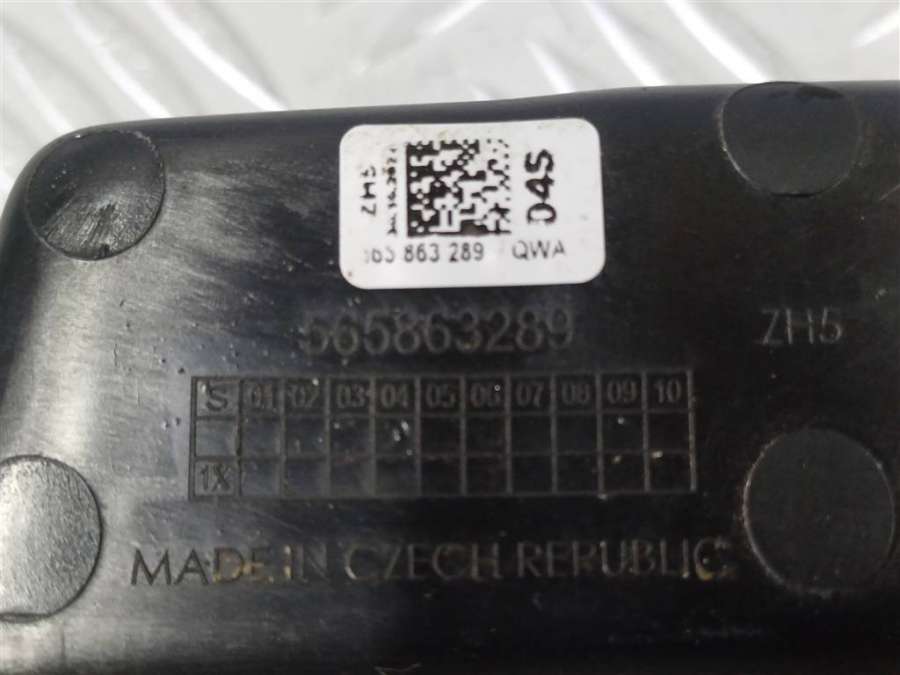 ZH5
D4S
863 289 QWA
565863289
ZH5
S 01 02 03 04 05 06 07 08 09 10
1X
MADE IN CZECH REPUBLIC